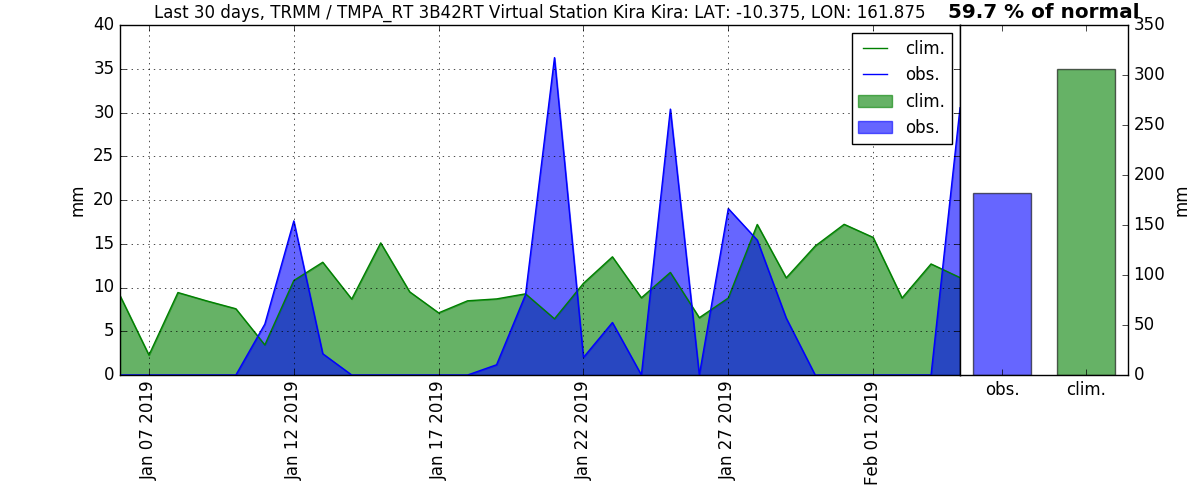 Last 30 days, TRMM / TMPA_RT 3B42RT Virtual Station Kira Kira: LAT: -10.375, LON: 161.875
59.7 % of normal
40
35
30
25
20
15
10
5
0
mm
clim.
obs.
clim.
obs.
350
300
250
200
150
100
50
0
mm
Jan 07 2019
Jan 12 2019
Jan 17 2019
Jan 22 2019
Jan 27 2019
Feb 01 2019
obs.
clim.